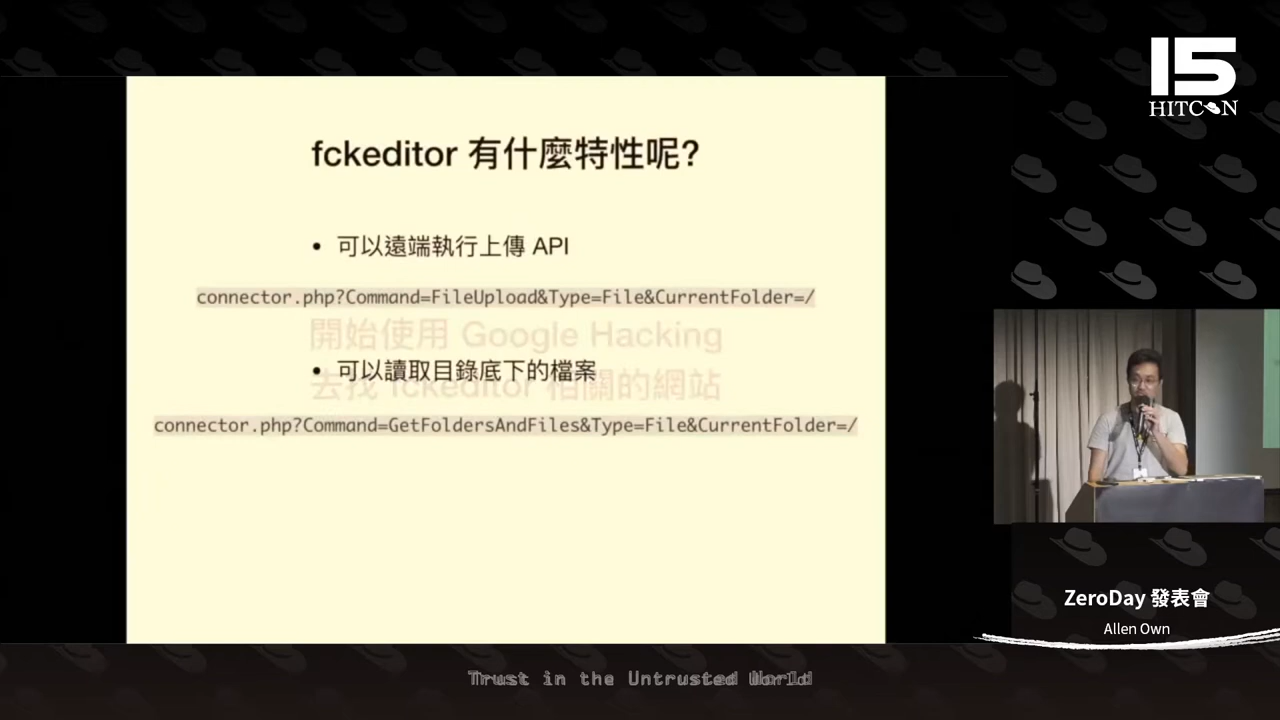 15
HITCON
fckeditor 有什麼特性呢?
• 可以遠端執行上傳 API
connector.php?Command=FileUpload&Type=File&CurrentFolder=/
開始使用 Google Hacking
• 可以讀取目錄底下的檔案
去找 fckeditor 相關的網站
connector.php?Command=GetFoldersAndFiles&Type=File&CurrentFolder=/
ZeroDay 發表會
Allen Own
Trust in the Untrusted World